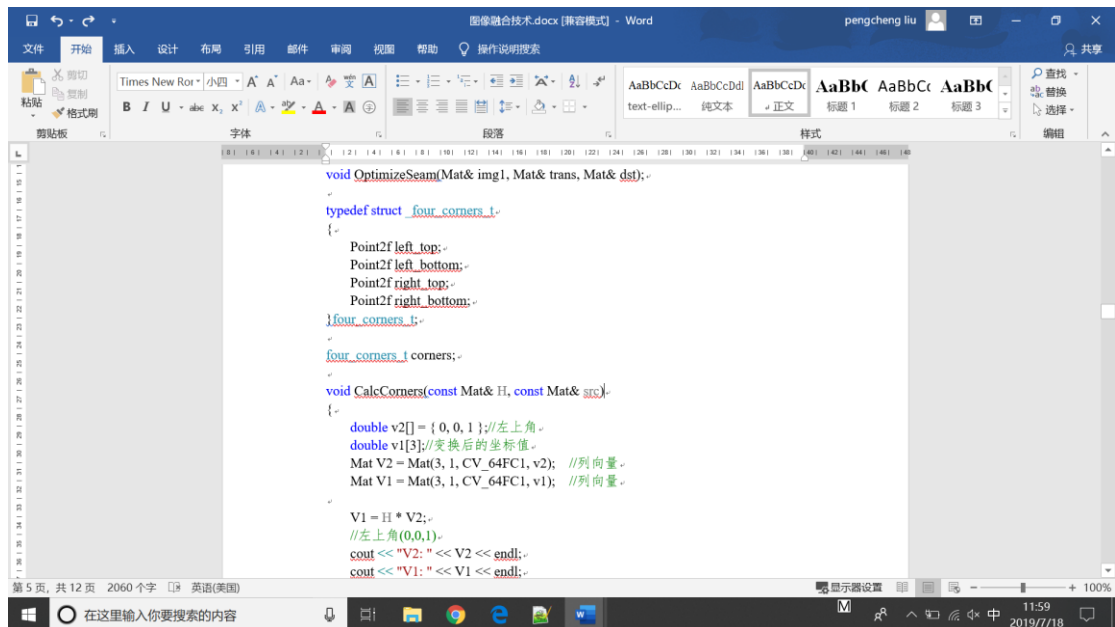 图像融合技术.docx [兼容模式] - Word
pengcheng liu
文件 开始 插入 设计 布局 引用 邮件 审阅 视图 帮助 操作说明搜索 共享
粘贴
剪切
复制
格式刷
剪贴板
Times New Ror 小四
字体
段落
AaBbCcDc AaBbCcDdl AaBbCcDc AaBb( AaBbC( AaBb(
text-ellip... 纯文本 正文 标题 1 标题 2 标题 3
样式
查找
替换
选择
编辑
void OptimizeSeam(Mat& img1, Mat& trans, Mat& dst);
typedef struct _four_corners_t
{
Point2f left_top;
Point2f left_bottom;
Point2f right_top;
Point2f right_bottom;
}four_corners_t;
four_corners_t corners;
void CalcCorners(const Mat& H, const Mat& src)
{
double v2[] = { 0, 0, 1 };//左上角
double v1[3];//变换后的坐标值
Mat V2 = Mat(3, 1, CV_64FC1, v2); //列向量
Mat V1 = Mat(3, 1, CV_64FC1, v1); //列向量
V1 = H * V2;
//左上角(0,0,1)
cout << "V2: " << V2 << endl;
cout << "V1: " << V1 << endl;
第 5 页, 共 12 页 2060 个字 英语(美国) 显示器设置 100%
在这里输入你要搜索的内容
中
11:59
2019/7/18